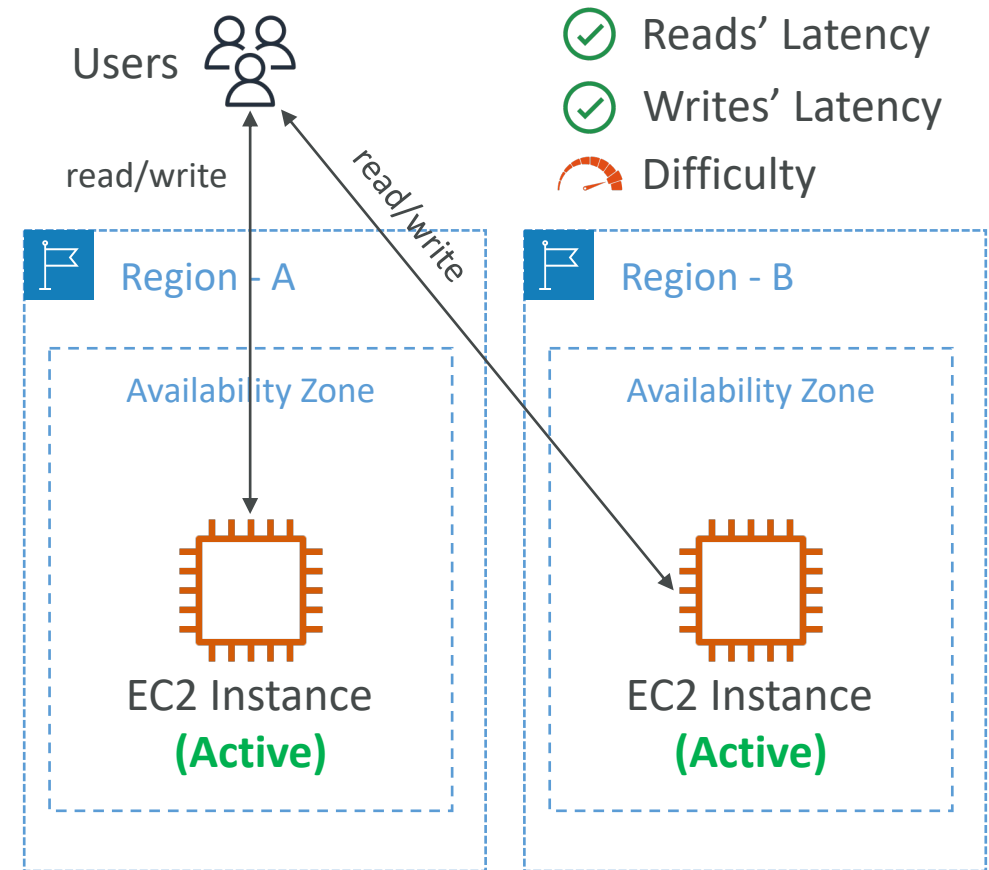 Users
Reads’ Latency
Writes’ Latency
Difficulty
read/write
read/write
Region - A
Region - B
Availability Zone
Availability Zone
EC2 Instance
(Active)
EC2 Instance
(Active)